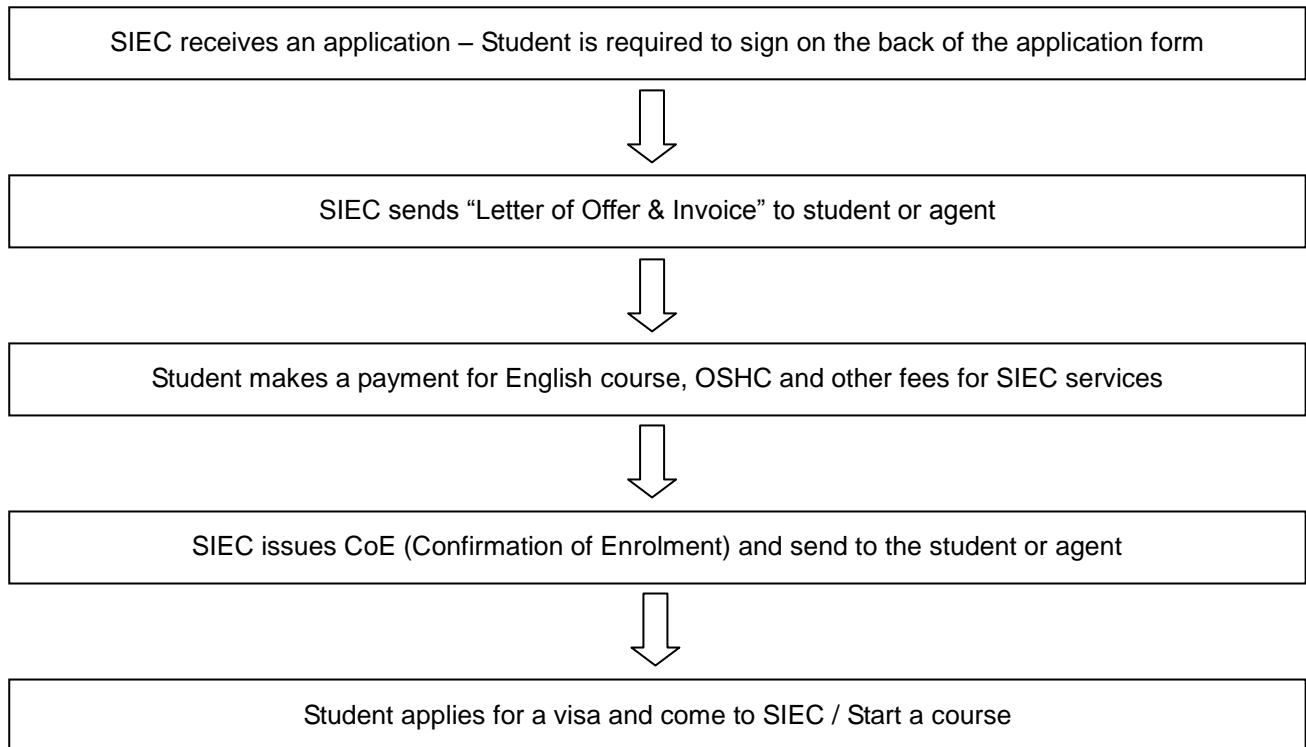 SIEC receives an application – Student is required to sign on the back of the application form
SIEC sends “Letter of Offer & Invoice” to student or agent
Student makes a payment for English course, OSHC and other fees for SIEC services
SIEC issues CoE (Confirmation of Enrolment) and send to the student or agent
Student applies for a visa and come to SIEC / Start a course